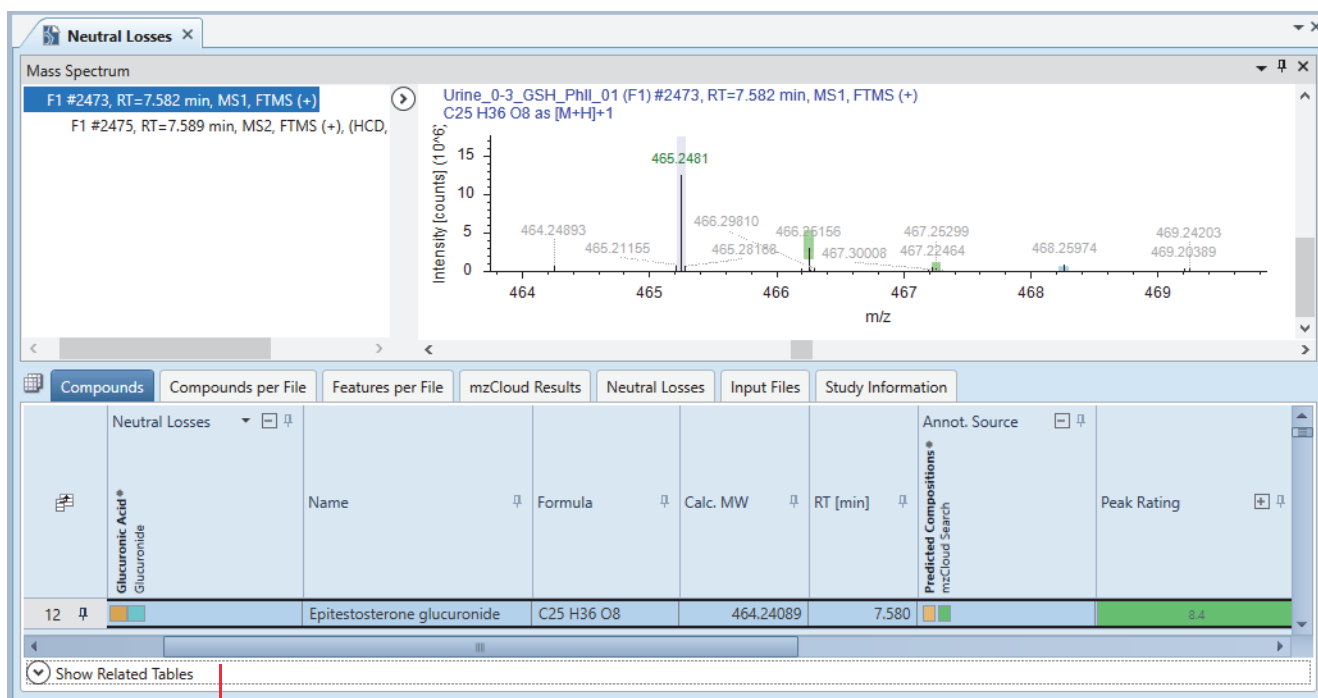 Neutral Losses
Mass Spectrum
F1 #2473, RT=7.582 min, MS1, FTMS (+)
F1 #2475, RT=7.589 min, MS2, FTMS (+), (HCD,
Urine_0-3_GSH_PhII_01 (F1) #2473, RT=7.582 min, MS1, FTMS (+)
C25 H36 O8 as [M+H]+1
Intensity [counts] (10^6)
15
10
5
0
465.2481
464.24893
465.21155
466.29810
465.28168
466.25156
467.30008
467.25299
467.22464
468.25974
469.24203
469.20389
464 465 466 467 468 469
m/z
Compounds Compounds per File Features per File mzCloud Results Neutral Losses Input Files Study Information
Neutral Losses
Glucuronic Acid
Glucuronide
Name
Formula
Calc. MW
RT [min]
Annot. Source
Predicted Compositions
mzCloud Search
Peak Rating
12 Epitestosterone glucuronide C25 H36 O8 464.24089 7.580 8.4
Show Related Tables